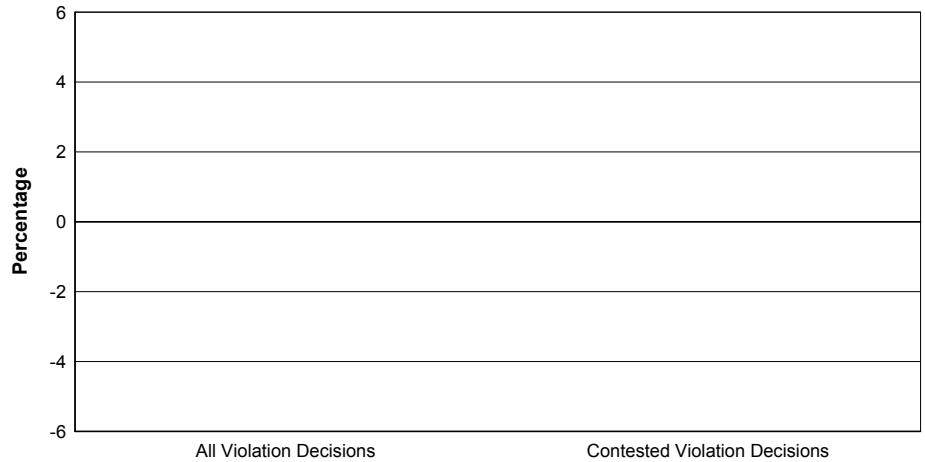 6
4
2
0
-2
-4
-6
Percentage
All Violation Decisions
Contested Violation Decisions